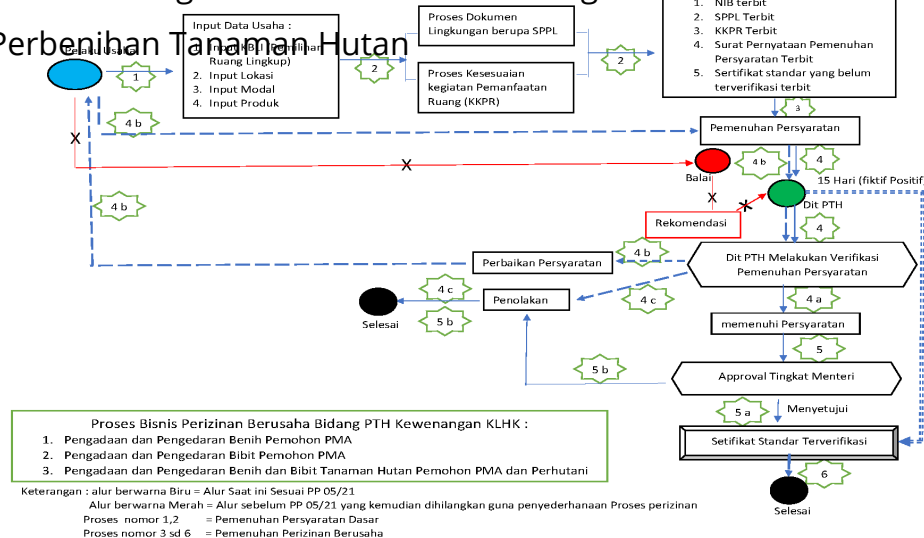 Perbenihan Tanaman Hutan
Pelaku Usaha
1
Input Data Usaha :
1. Input KBLI (Pemilihan
Ruang Lingkup)
2. Input Lokasi
3. Input Modal
4. Input Produk
2
Proses Dokumen
Lingkungan berupa SPPL
Proses Kesesuaian
kegiatan Pemanfaatan
Ruang (KKPR)
2
1. NIB terbit
2. SPPL Terbit
3. KKPR Terbit
4. Surat Pernyataan Pemenuhan
Persyaratan Terbit
5. Sertifikat standar yang belum
terverifikasi terbit
3
4 b
Pemenuhan Persyaratan
X
X
Balai
4 b
4
15 Hari (fiktif Positif
Dit PTH
X
X
Rekomendasi
4
4 b
Perbaikan Persyaratan
4 b
Dit PTH Melakukan Verifikasi
Pemenuhan Persyaratan
4 c
Penolakan
4 c
4 a
Selesai
5 b
memenuhi Persyaratan
5
5 b
Approval Tingkat Menteri
5 a
Menyetujui
Setifikat Standar Terverifikasi
6
Selesai
Proses Bisnis Perizinan Berusaha Bidang PTH Kewenangan KLHK :
1. Pengadaan dan Pengedaran Benih Pemohon PMA
2. Pengadaan dan Pengedaran Bibit Pemohon PMA
3. Pengadaan dan Pengedaran Benih dan Bibit Tanaman Hutan Pemohon PMA dan Perhutani
Keterangan : alur berwarna Biru = Alur Saat ini Sesuai PP 05/21
Alur berwarna Merah = Alur sebelum PP 05/21 yang kemudian dihilangkan guna penyederhanaan Proses perizinan
Proses nomor 1,2 = Pemenuhan Persyaratan Dasar
Proses nomor 3 sd 6 = Pemenuhan Perizinan Berusaha